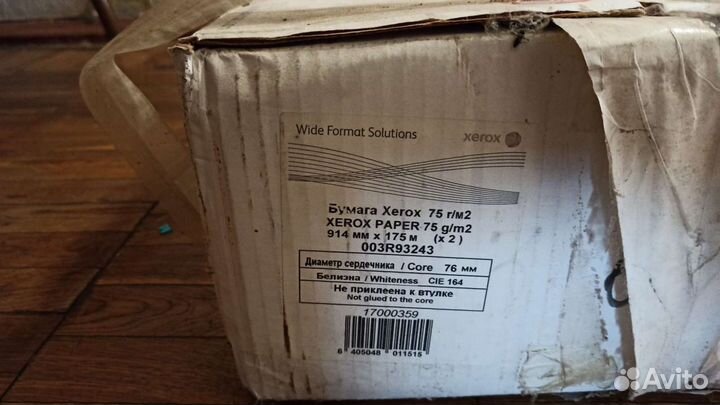 Wide Format Solutions
xerox
Бумага Xerox 75 г/м2
XEROX PAPER 75 g/m2
914 мм x 175 м (x 2)
003R93243
Диаметр сердечника / Core 76 мм
Белизна / Whiteness CIE 164
Не приклеена к втулке
Not glued to the core
17000359
6 405048 011515
Avito